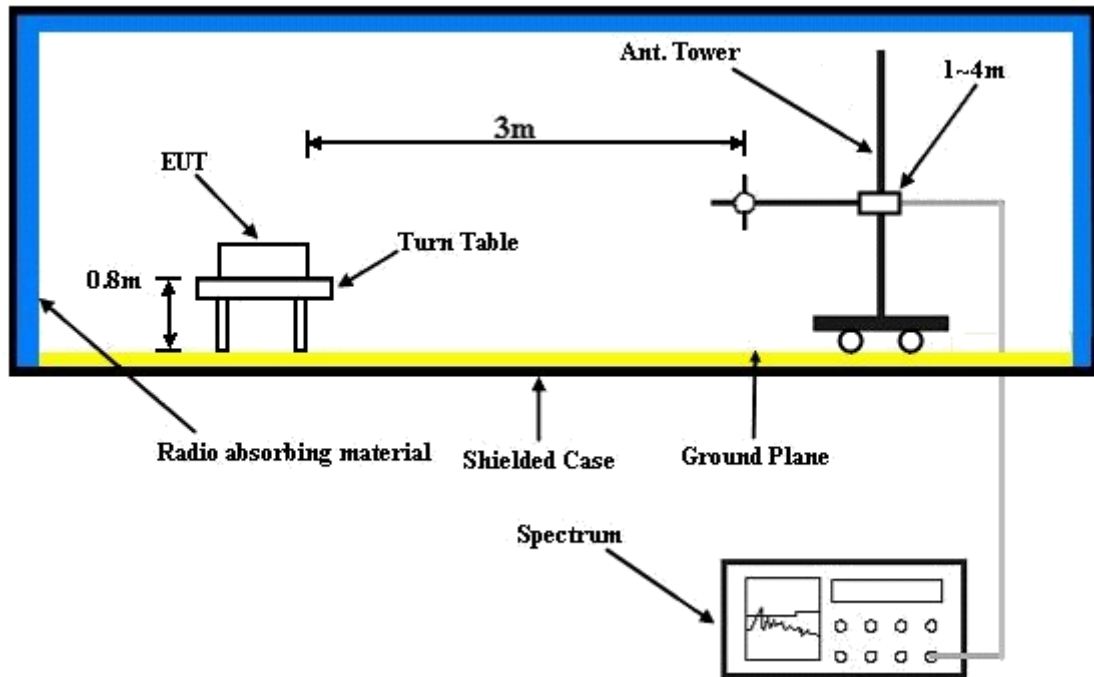 Ant. Tower
1~4m
3m
EUT
Turn Table
0.8m
Radio absorbing material
Shielded Case
Ground Plane
Spectrum